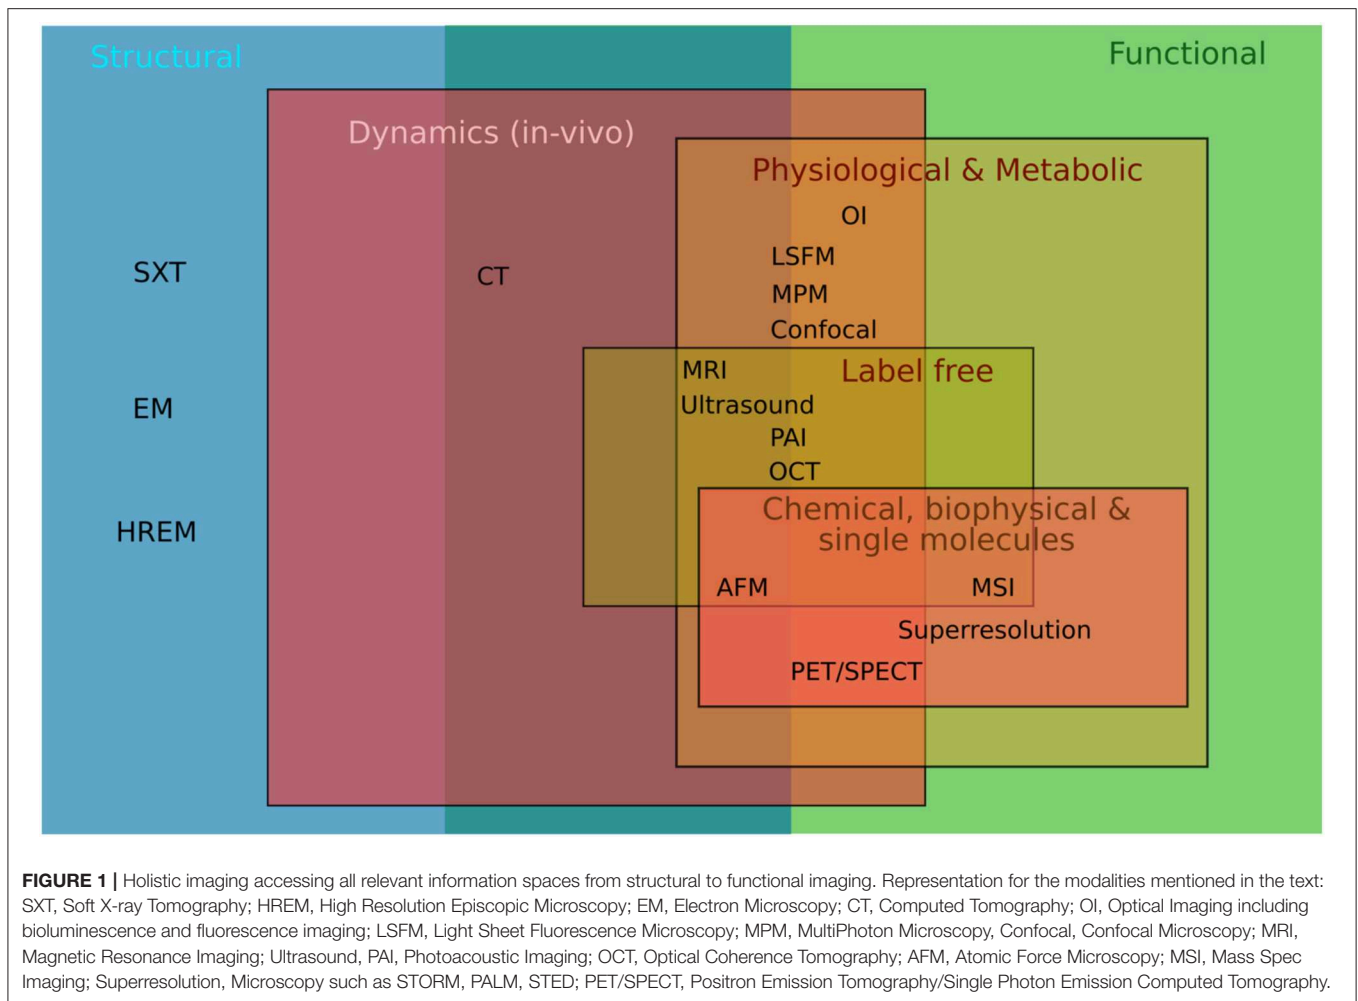 Structural
Functional
Dynamics (in-vivo)
Physiological & Metabolic
OI
LSFM
SXT
CT
MPM
Confocal
MRI
Label free
Ultrasound
EM
PAI
OCT
Chemical, biophysical &
single molecules
HREM
AFM
MSI
Superresolution
PET/SPECT
FIGURE 1 | Holistic imaging accessing all relevant information spaces from structural to functional imaging. Representation for the modalities mentioned in the text:
SXT, Soft X-ray Tomography; HREM, High Resolution Episcopic Microscopy; EM, Electron Microscopy; CT, Computed Tomography; OI, Optical Imaging including
bioluminescence and fluorescence imaging; LSFM, Light Sheet Fluorescence Microscopy; MPM, MultiPhoton Microscopy, Confocal, Confocal Microscopy; MRI,
Magnetic Resonance Imaging; Ultrasound, PAI, Photoacoustic Imaging; OCT, Optical Coherence Tomography; AFM, Atomic Force Microscopy; MSI, Mass Spec
Imaging; Superresolution, Microscopy such as STORM, PALM, STED; PET/SPECT, Positron Emission Tomography/Single Photon Emission Computed Tomography.